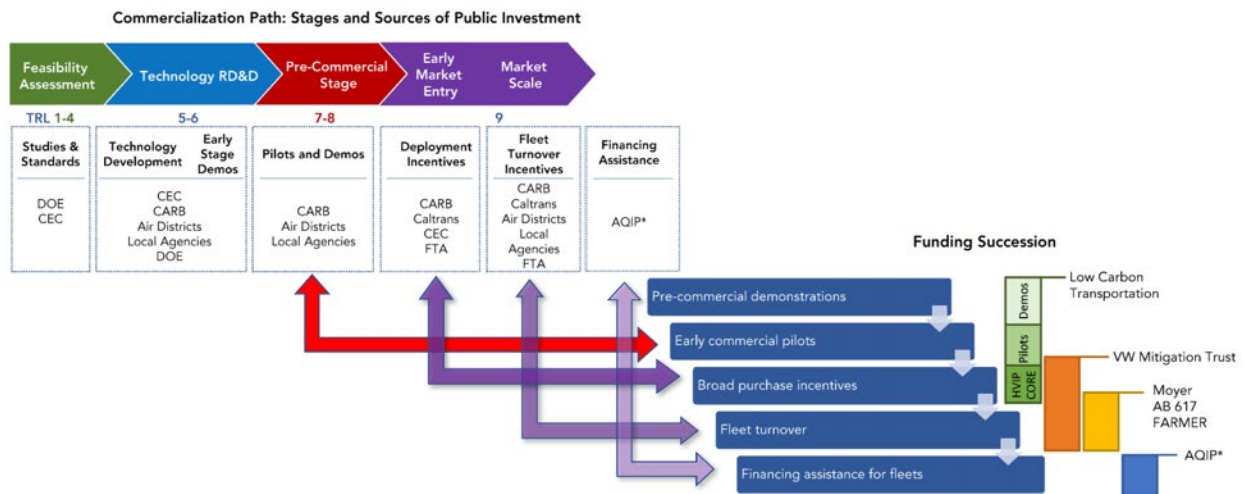 Commercialization Path: Stages and Sources of Public Investment
Feasibility
Assessment
Technology RD&D
Pre-Commercial
Stage
Early
Market
Entry
Market
Scale
TRL 1-4
5-6
7-8
9
Studies &
Standards
DOE
CEC
Technology
Development
Early
Stage
Demos
CEC
CARB
Air Districts
Local Agencies
DOE
Pilots and Demos
CARB
Air Districts
Local Agencies
Deployment
Incentives
CARB
Caltrans
CEC
FTA
Fleet
Turnover
Incentives
CARB
Caltrans
Air Districts
Local
Agencies
FTA
Financing
Assistance
AQIP*
Funding Succession
Pre-commercial demonstrations
Early commercial pilots
Broad purchase incentives
Fleet turnover
Financing assistance for fleets
Demos
Pilots
HVIP
CORE
Low Carbon
Transportation
VW Mitigation Trust
Moyer
AB 617
FARMER
AQIP*